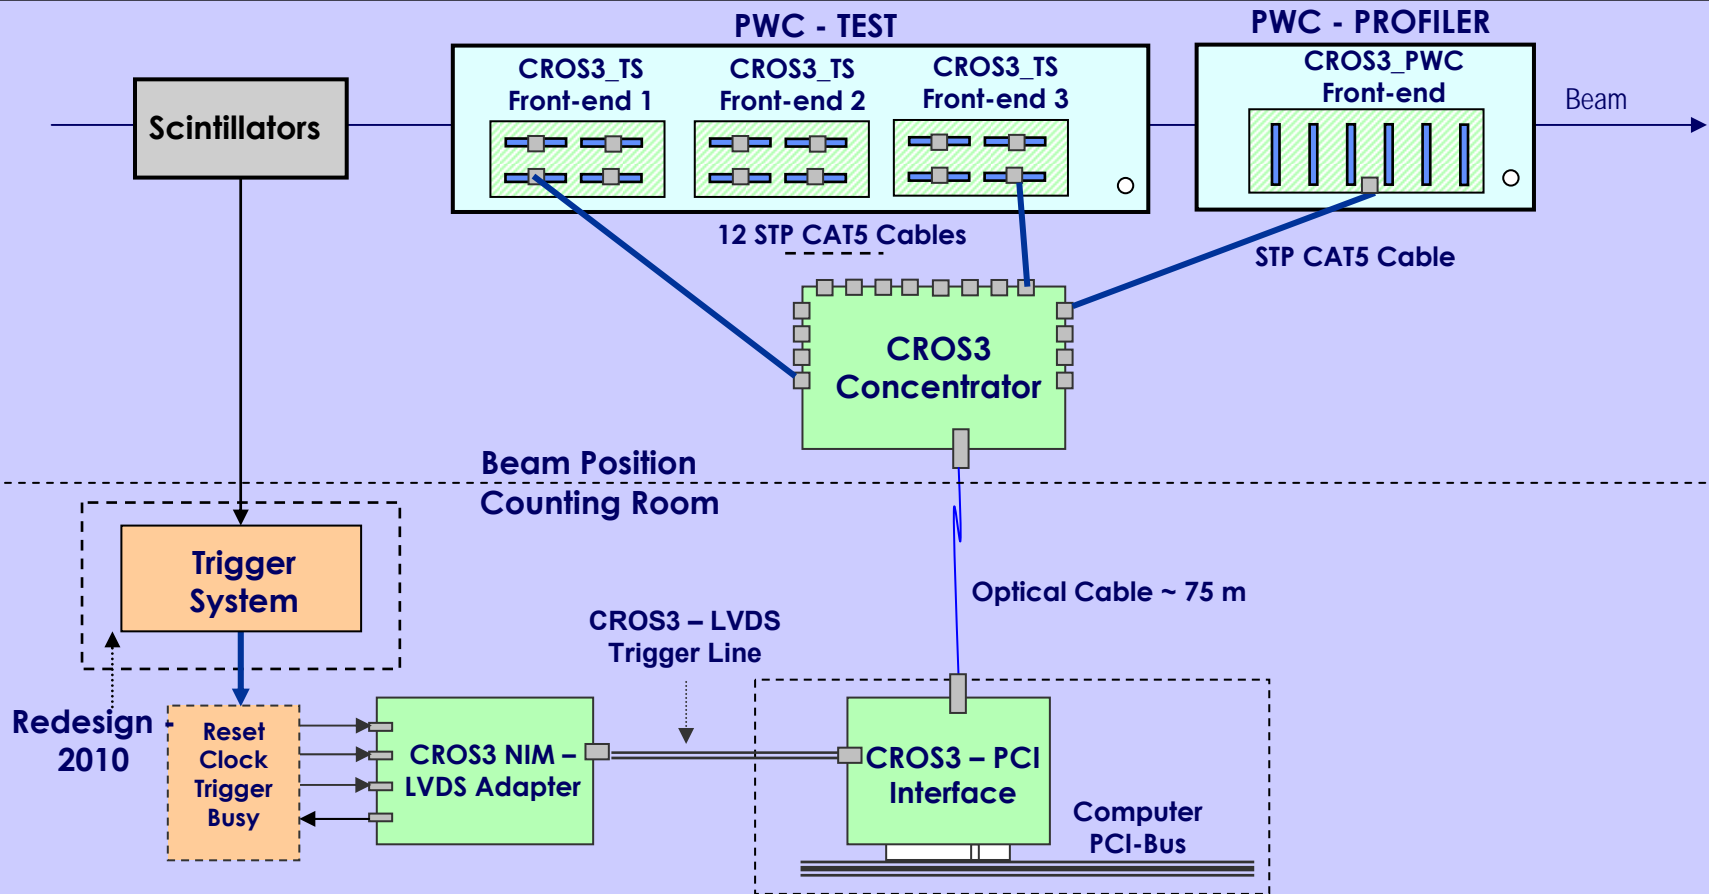 PWC - TEST
PWC - PROFILER
CROS3_TS
Front-end 1
CROS3_TS
Front-end 2
CROS3_TS
Front-end 3
CROS3_PWC
Front-end
Beam
Scintillators
12 STP CAT5 Cables
STP CAT5 Cable
CROS3
Concentrator
Beam Position
Counting Room
Trigger
System
Optical Cable ~ 75 m
CROS3 – LVDS
Trigger Line
Redesign -
2010
Reset
Clock
Trigger
Busy
CROS3 NIM –
LVDS Adapter
CROS3 – PCI
Interface
Computer
PCI-Bus